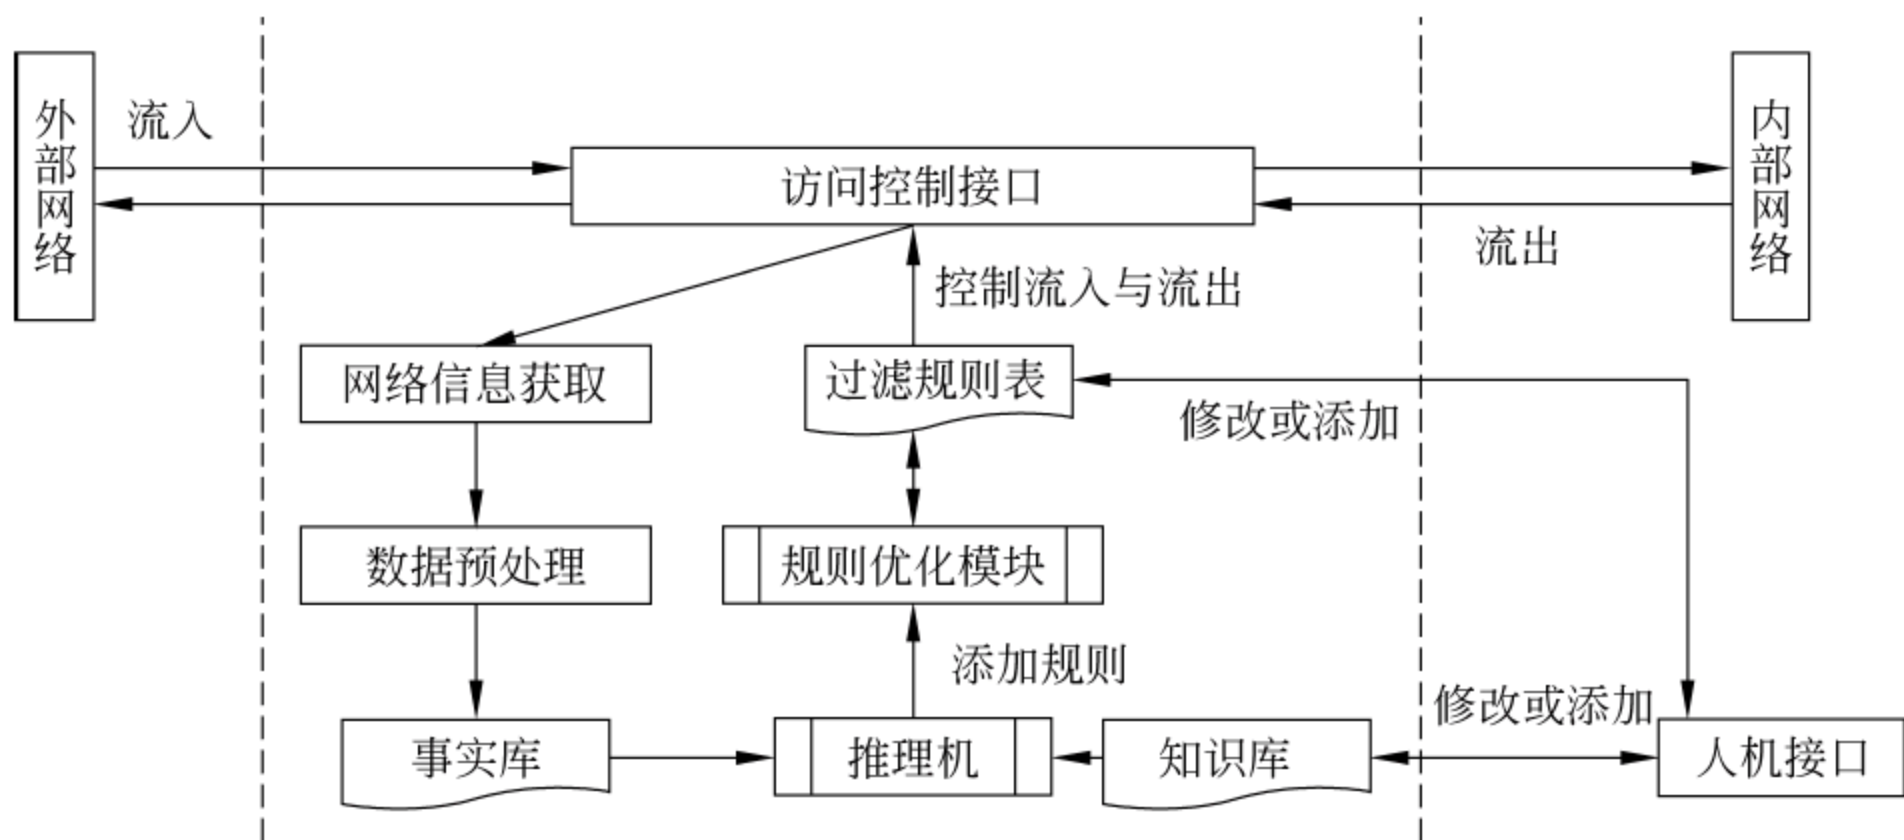 外部网络
流入
访问控制接口
内部网络
流出
控制流入与流出
网络信息获取
过滤规则表
修改或添加
数据预处理
规则优化模块
添加规则
修改或添加
事实库
推理机
知识库
人机接口